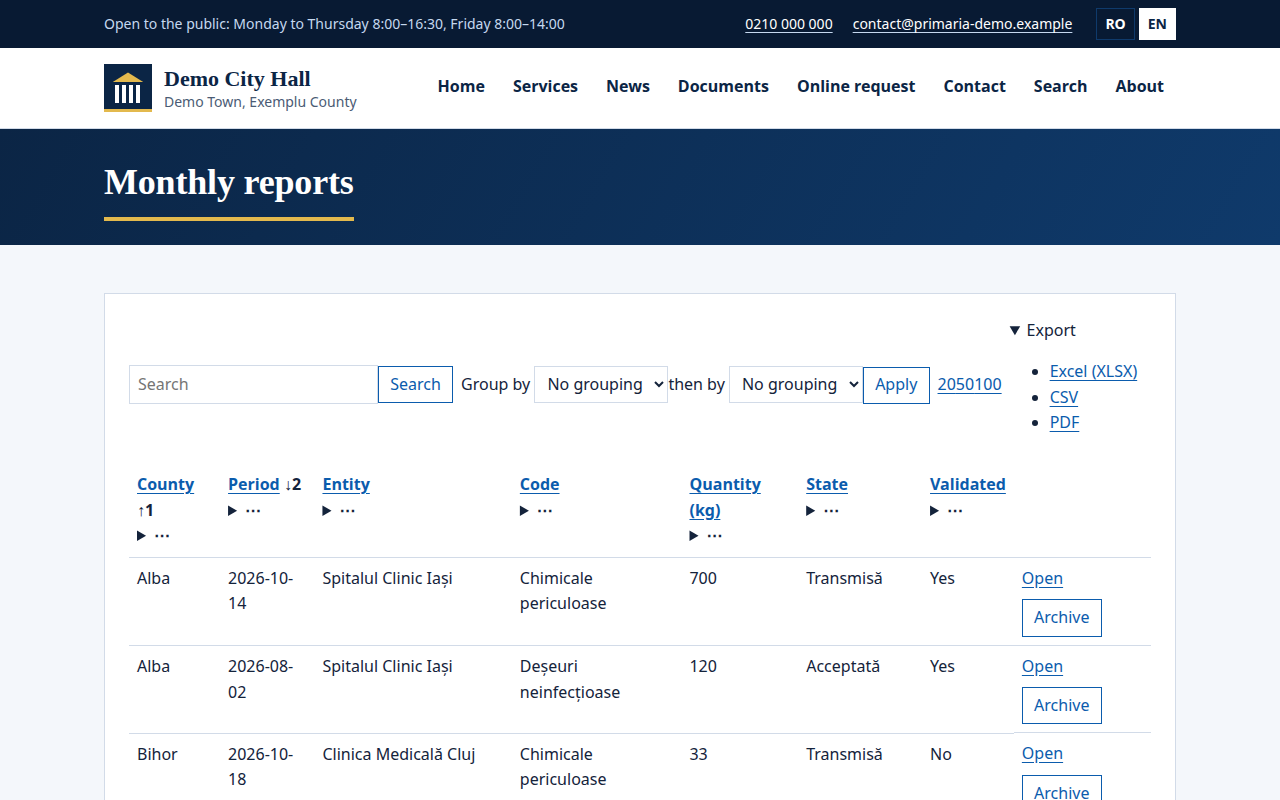 Open to the public: Monday to Thursday 8:00–16:30, Friday 8:00–14:00
0210 000 000
contact@primaria-demo.example
RO
EN
Demo City Hall
Demo Town, Exemplu County
Home
Services
News
Documents
Online request
Contact
Search
About
Monthly reports
▼ Export
Search
Search
Group by
No grouping
then by
No grouping
Apply
2050100
• Excel (XLSX)
• CSV
• PDF
County ↑1
▶ ⋯
Period ↓2
▶ ⋯
Entity
▶ ⋯
Code
▶ ⋯
Quantity (kg)
▶ ⋯
State
▶ ⋯
Validated
▶ ⋯
Alba
2026-10-14
Spitalul Clinic Iași
Chimicale periculoase
700
Transmisă
Yes
Open
Archive
Alba
2026-08-02
Spitalul Clinic Iași
Deșeuri neinfecțioase
120
Acceptată
Yes
Open
Archive
Bihor
2026-10-18
Clinica Medicală Cluj
Chimicale periculoase
33
Transmisă
No
Open
Archive